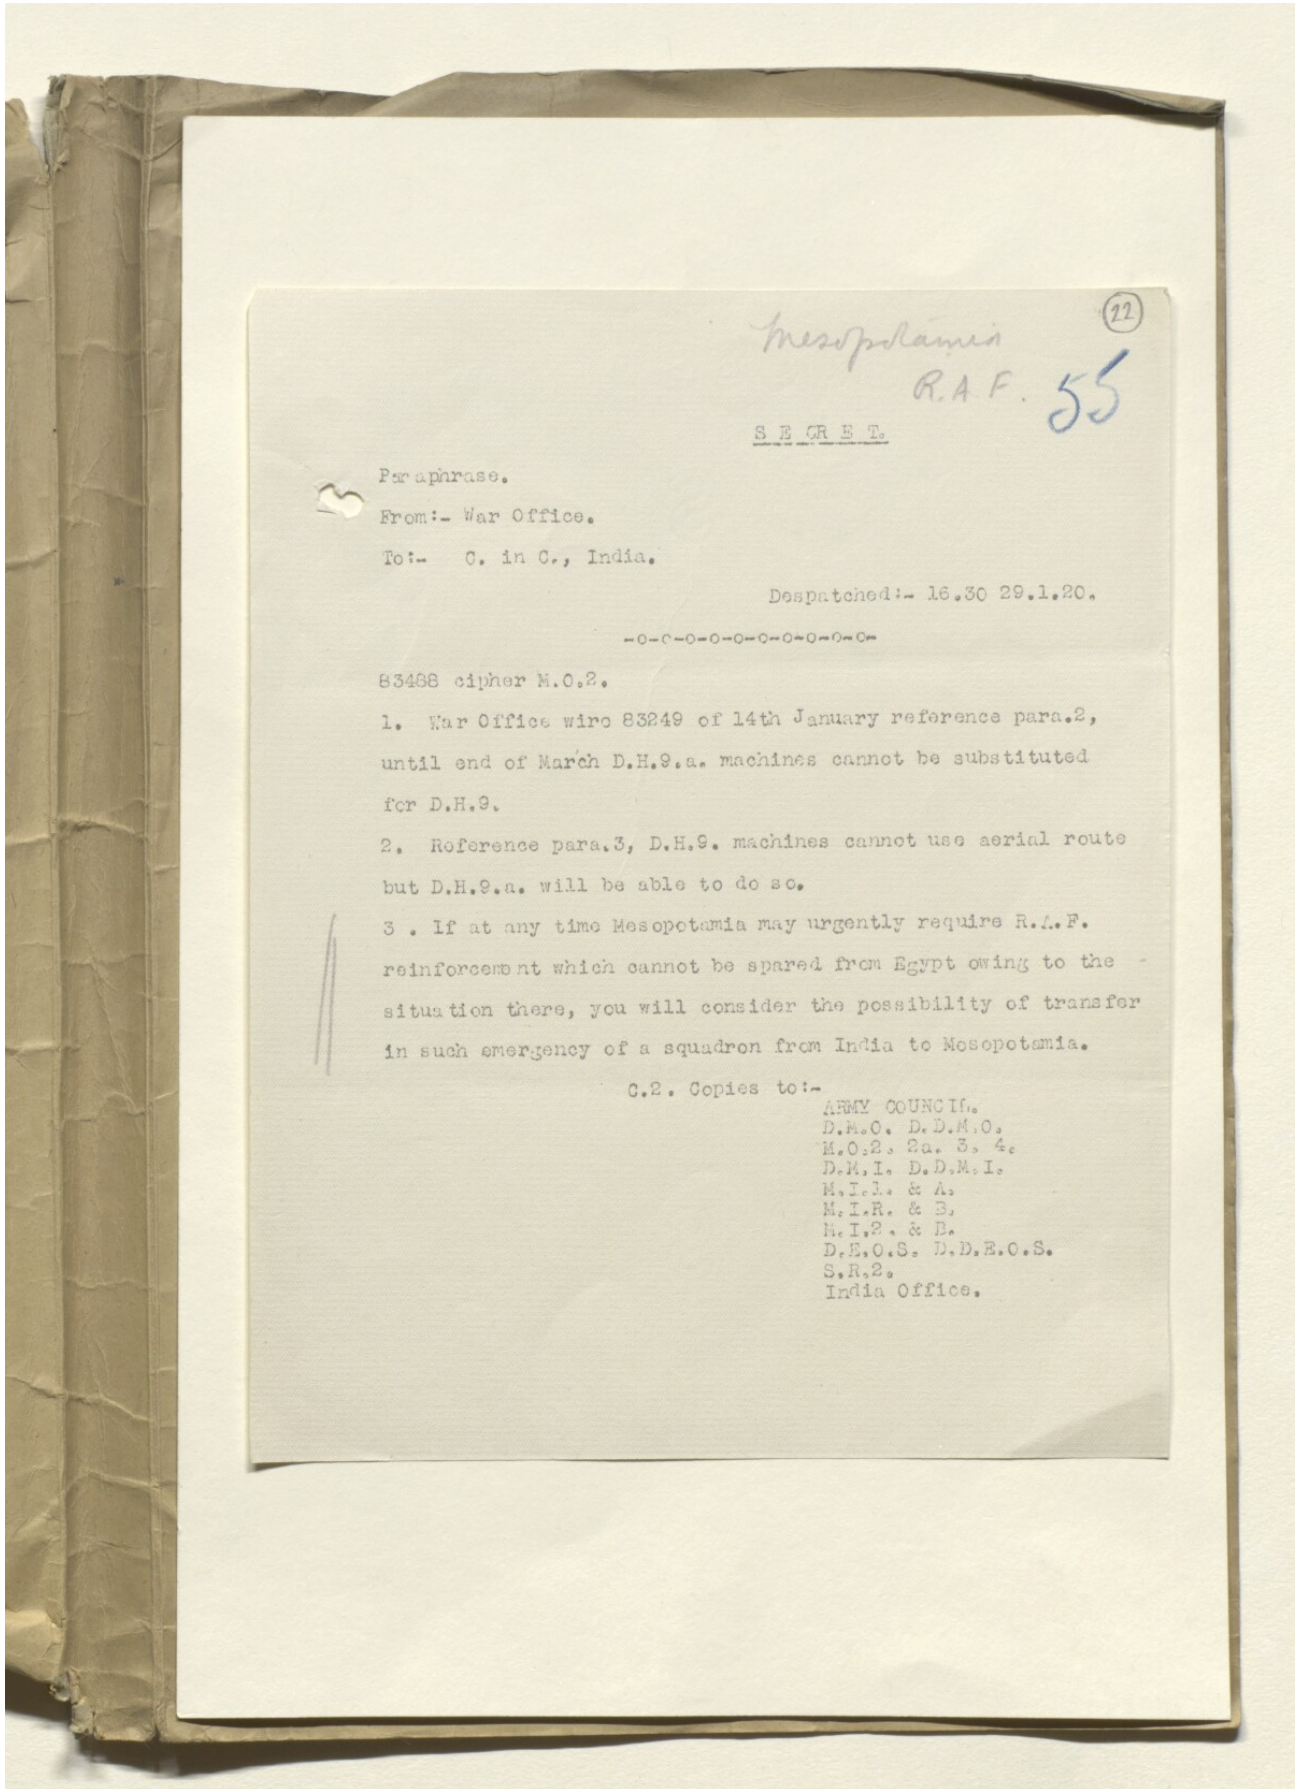 22
Mesopotamia
R.A.F. 55
S E CR E T.
Paraphrase.
From:- War Office.
To:- C. in C., India.
Despatched:- 16.30 29.1.20.
-o-o-o-o-o-o-o-o-o-o-
83488 cipher M.O.2.
1. War Office wire 83249 of 14th January reference para.2,
until end of March D.H.9.a. machines cannot be substituted
for D.H.9.
2. Reference para.3, D.H.9. machines cannot use aerial route
but D.H.9.a. will be able to do so.
3 . If at any time Mesopotamia may urgently require R.A.F.
reinforcement which cannot be spared from Egypt owing to the
situation there, you will consider the possibility of transfer
in such emergency of a squadron from India to Mesopotamia.
C.2. Copies to:-
ARMY COUNCIL.
D.M.O. D.D.M.O.
M.O.2. 2a. 3. 4.
D.M.I. D.D.M.I.
M.I.1. & A.
M.I.R. & B.
M.I.2. & B.
D.E.O.S. D.D.E.O.S.
S.R.2.
India Office.